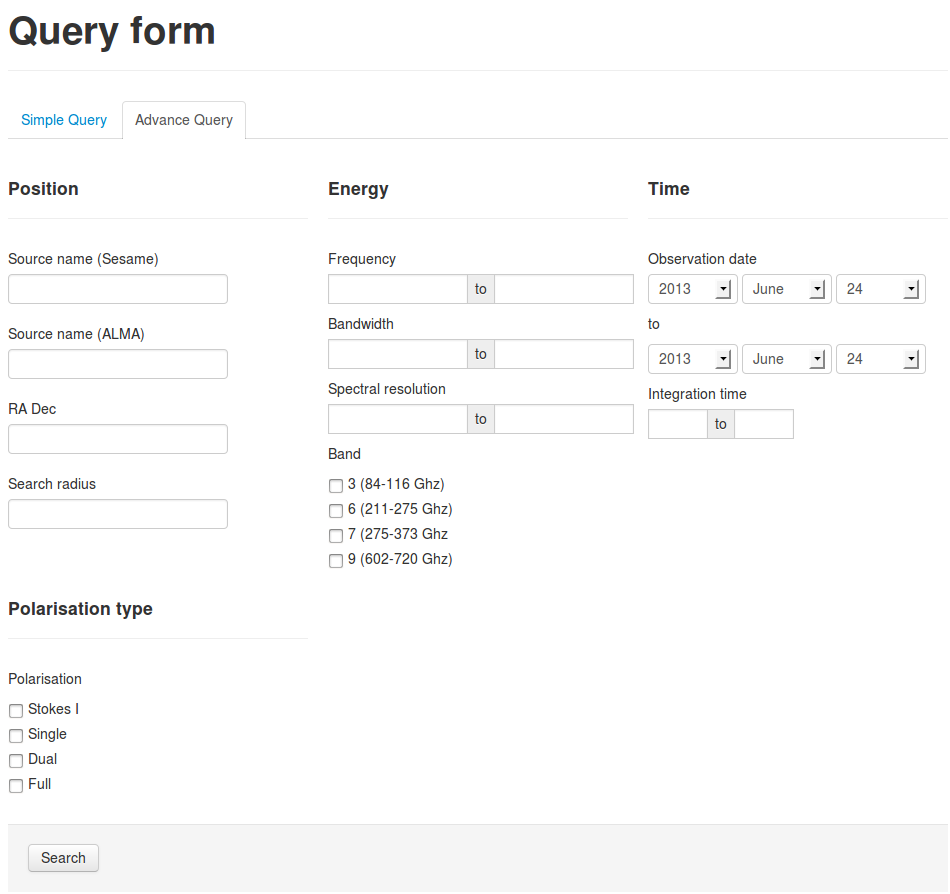 Query form
Simple Query
Advance Query
Position
Source name (Sesame)
Source name (ALMA)
RA Dec
Search radius
Energy
Frequency
to
Bandwidth
to
Spectral resolution
to
Band
3 (84-116 Ghz)
6 (211-275 Ghz)
7 (275-373 Ghz
9 (602-720 Ghz)
Time
Observation date
2013 June 24
to
2013 June 24
Integration time
to
Polarisation type
Polarisation
Stokes I
Single
Dual
Full
Search